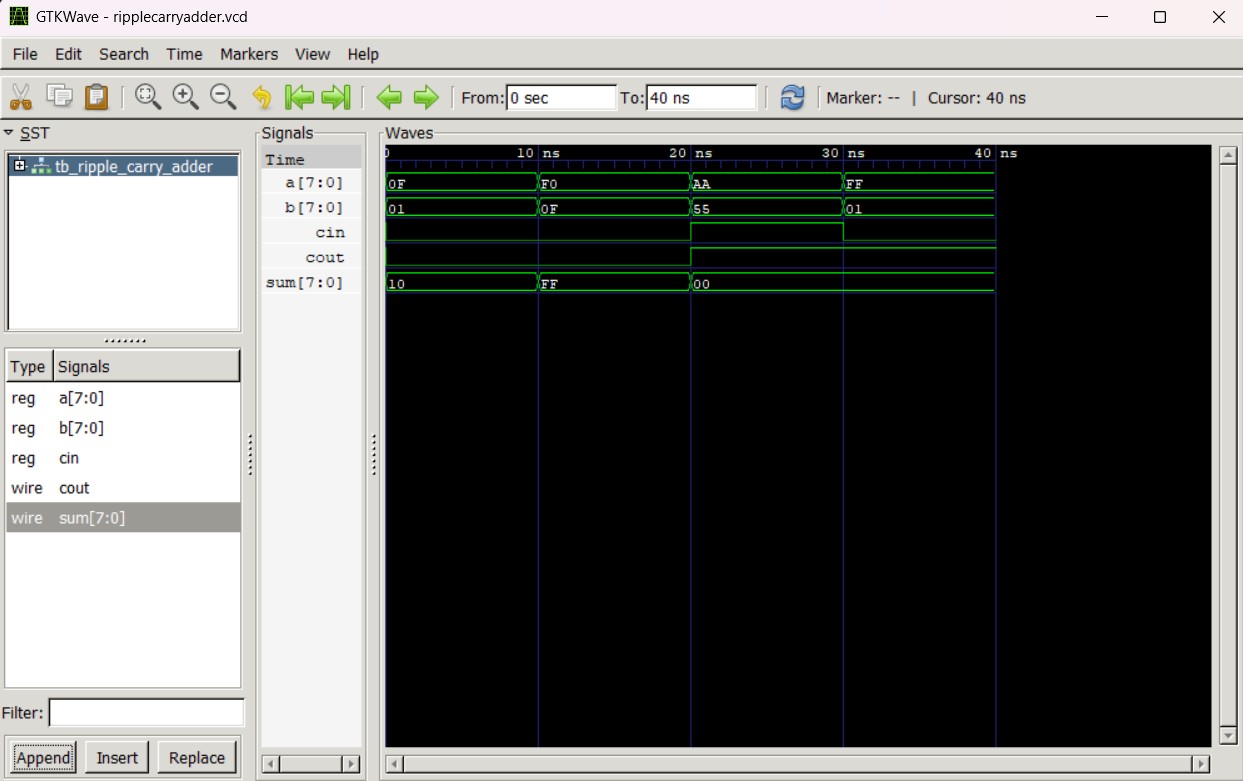 GTKWave - ripplecarryadder.vcd
File Edit Search Time Markers View Help
From: 0 sec To: 40 ns Marker: -- | Cursor: 40 ns
SST
tb_ripple_carry_adder
Type Signals
reg a[7:0]
reg b[7:0]
reg cin
wire cout
wire sum[7:0]
Filter:
Append Insert Replace
Signals
Time
a[7:0]
b[7:0]
cin
cout
sum[7:0]
Waves
0 10 ns 20 ns 30 ns 40 ns
0F F0 AA FF
01 0F 55 01
10 FF 00